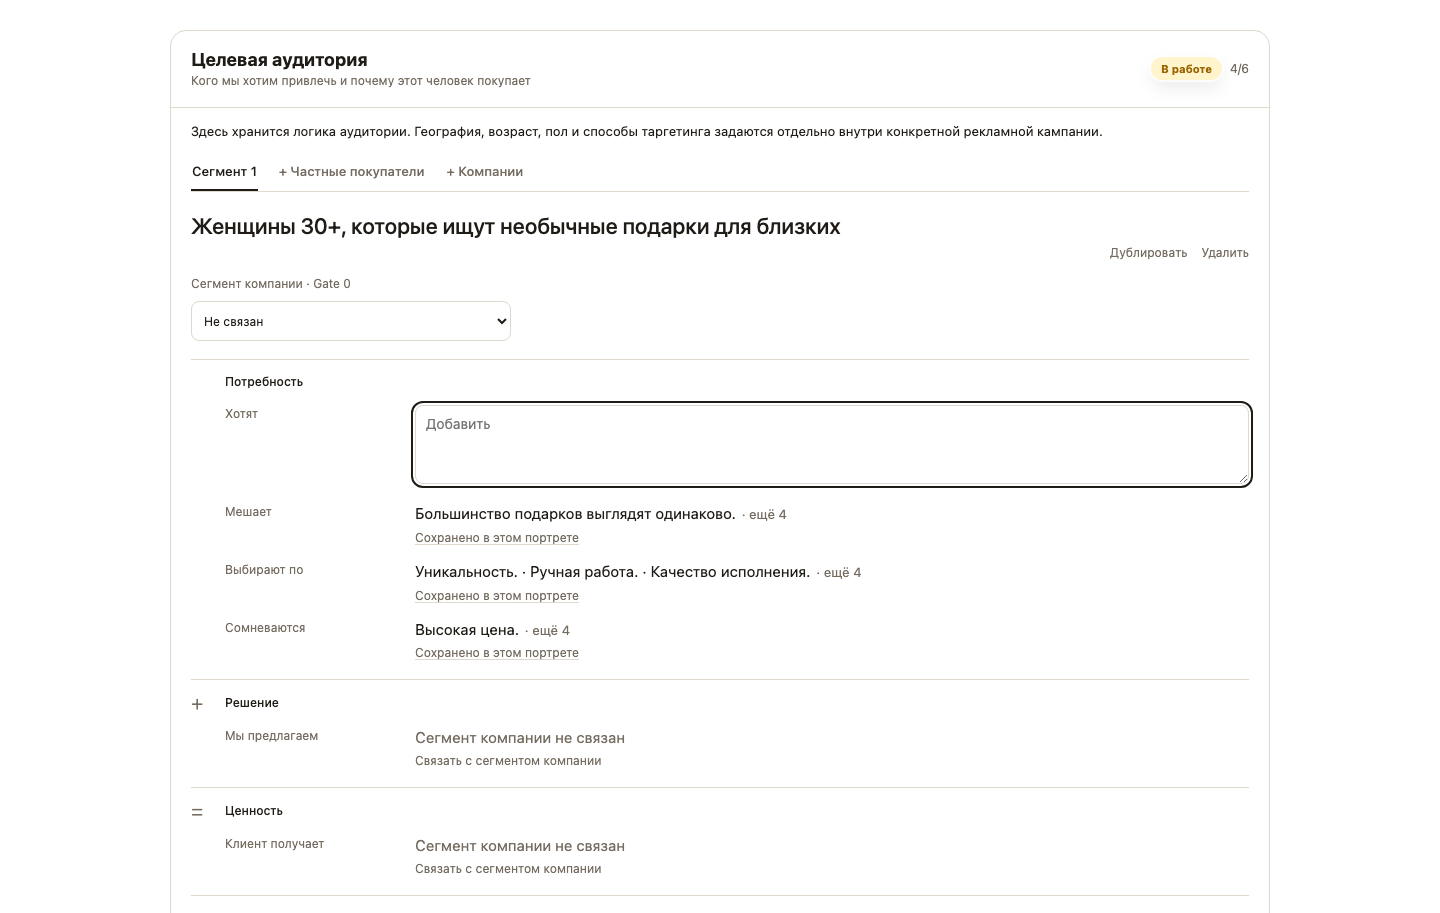 Целевая аудитория
Кого мы хотим привлечь и почему этот человек покупает
В работе 4/6
Здесь хранится логика аудитории. География, возраст, пол и способы таргетинга задаются отдельно внутри конкретной рекламной кампании.
Сегмент 1 + Частные покупатели + Компании
Женщины 30+, которые ищут необычные подарки для близких
Дублировать Удалить
Сегмент компании · Gate 0
Не связан
Потребность
Хотят
Добавить
Мешает
Большинство подарков выглядят одинаково. · ещё 4
Сохранено в этом портрете
Выбирают по
Уникальность. · Ручная работа. · Качество исполнения. · ещё 4
Сохранено в этом портрете
Сомневаются
Высокая цена. · ещё 4
Сохранено в этом портрете
+ Решение
Мы предлагаем
Сегмент компании не связан
Связать с сегментом компании
= Ценность
Клиент получает
Сегмент компании не связан
Связать с сегментом компании